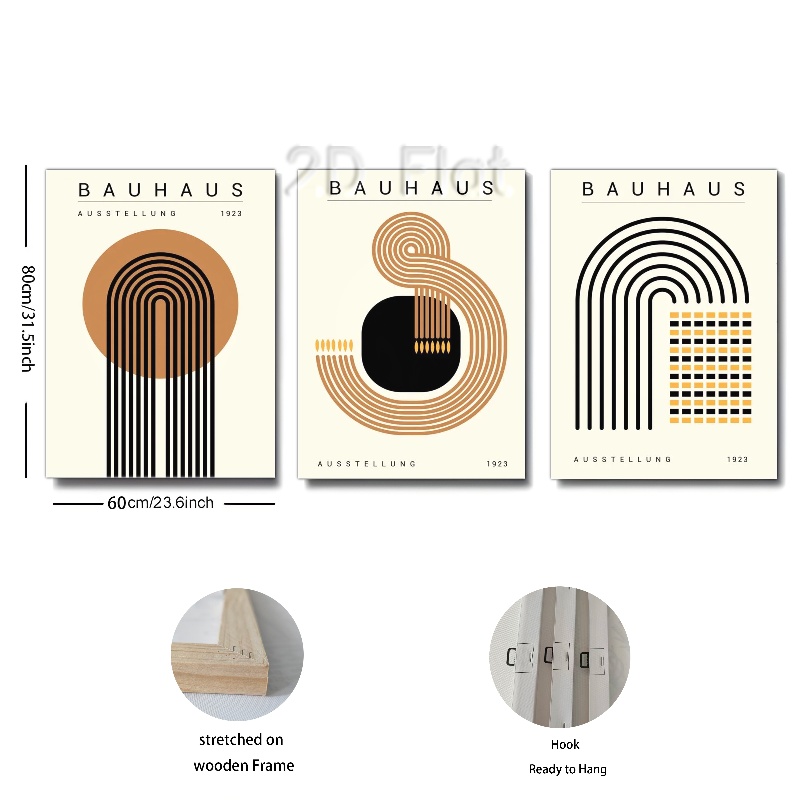 2D Flat
BAUHAUS
AUSSTELLUNG 1923
BAUHAUS
AUSSTELLUNG 1923
BAUHAUS
AUSSTELLUNG 1923
80cm/31.5inch
60cm/23.6inch
stretched on
wooden Frame
Hook
Ready to Hang